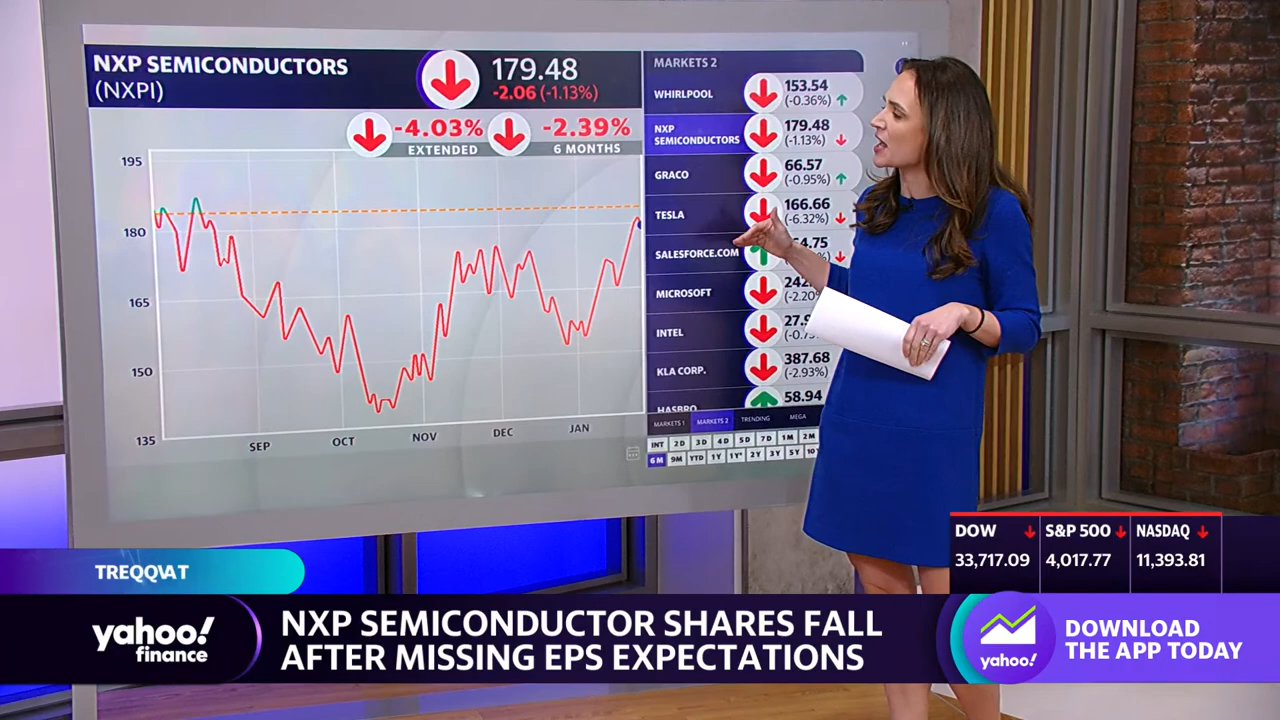 NXP SEMICONDUCTORS
(NXPI)
179.48
-2.06 (-1.13%)
-4.03%
EXTENDED
-2.39%
6 MONTHS
195
180
165
150
135
SEP
OCT
NOV
DEC
JAN
MARKETS 2
WHIRLPOOL
153.54
(-0.36%)
NXP
SEMICONDUCTORS
179.48
(-1.13%)
GRACO
66.57
(-0.95%)
TESLA
166.66
(-6.32%)
SALESFORCE.COM
MICROSOFT
(-2.20%
INTEL
KLA CORP.
387.68
(-2.93%)
HASBRO
58.94
MARKETS 1
MARKETS 2
TRENDING
MEGA
INT 2D 3D 4D 5D 7D 1M 2M
6M 9M YTD 1Y 1Y* 2Y 3Y 5Y
DOW
33,717.09
S&P 500
4,017.77
NASDAQ
11,393.81
TREQQVAT
yahoo!
finance
NXP SEMICONDUCTOR SHARES FALL
AFTER MISSING EPS EXPECTATIONS
yahoo!
DOWNLOAD
THE APP TODAY